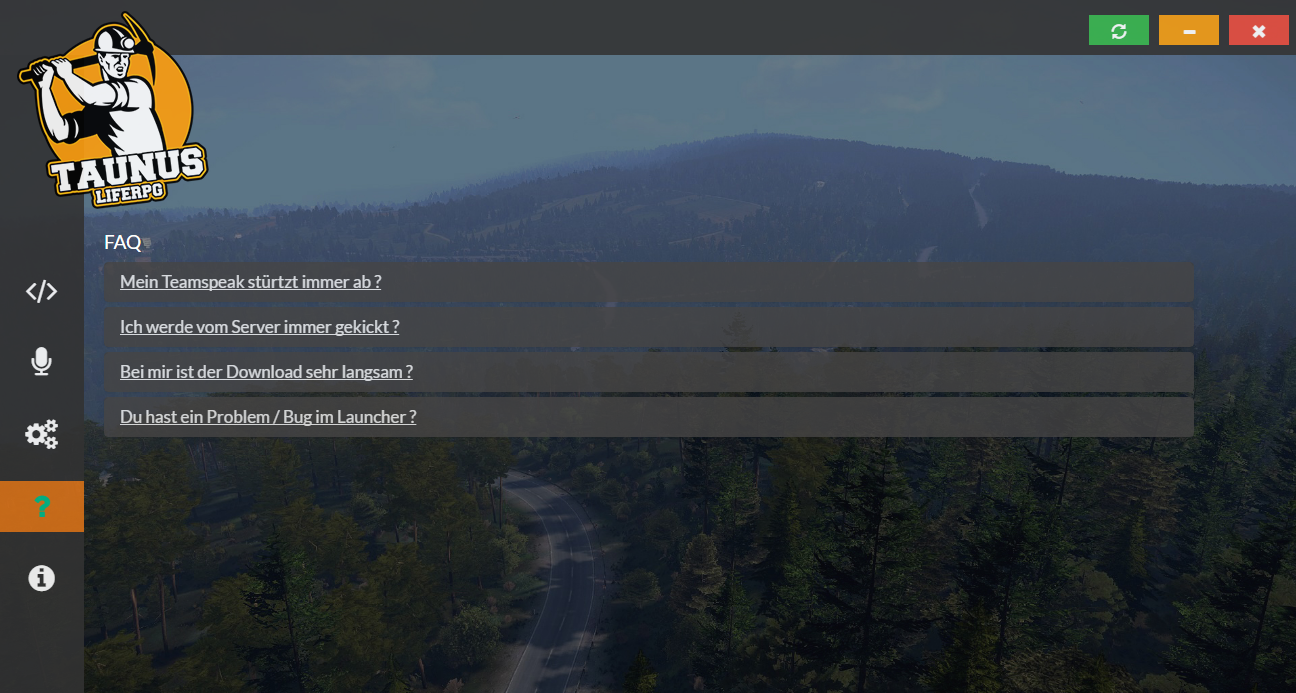 TAUNUS
LIFERPG
FAQ
Mein Teamspeak stürtzt immer ab ?
Ich werde vom Server immer gekickt ?
Bei mir ist der Download sehr langsam ?
Du hast ein Problem / Bug im Launcher ?